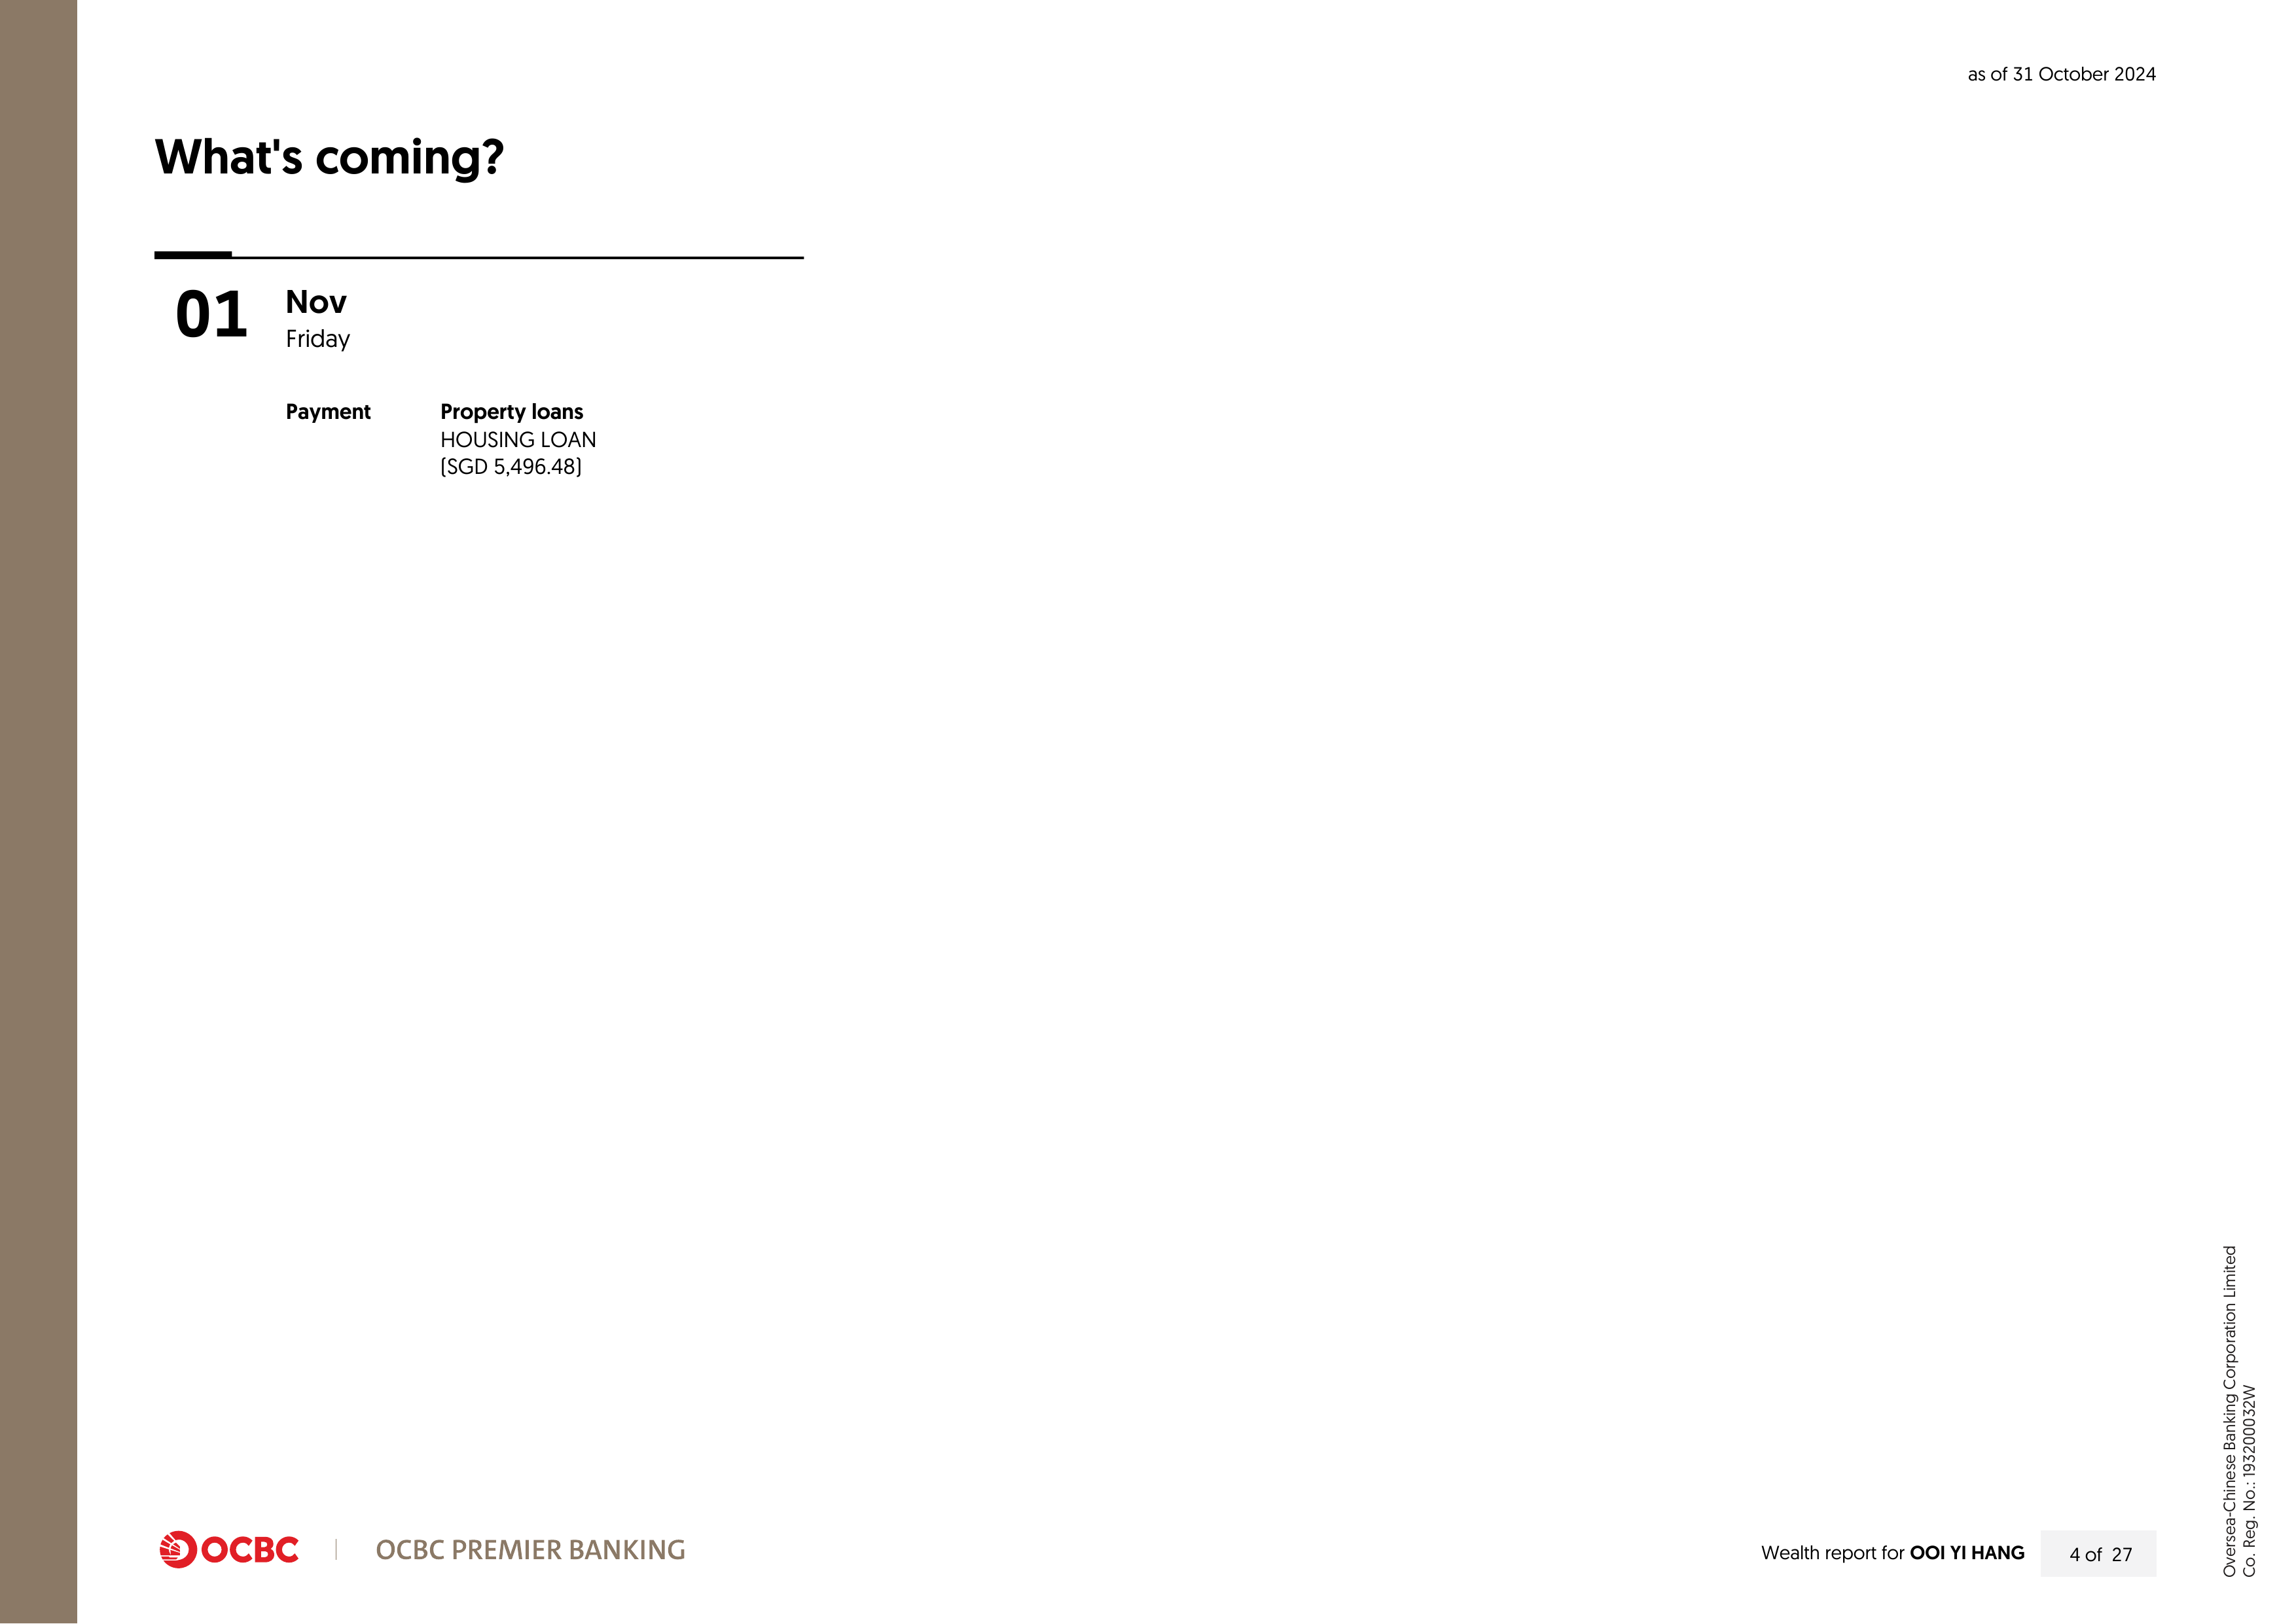 as of 31 October 2024
What's coming?
01 Nov
Friday
Payment Property loans
HOUSING LOAN
(SGD 5,496.48)
Oversea-Chinese Banking Corporation Limited
Co. Reg. No.: 193200032W
OCBC OCBC PREMIER BANKING
Wealth report for OOI YI HANG 4 of 27